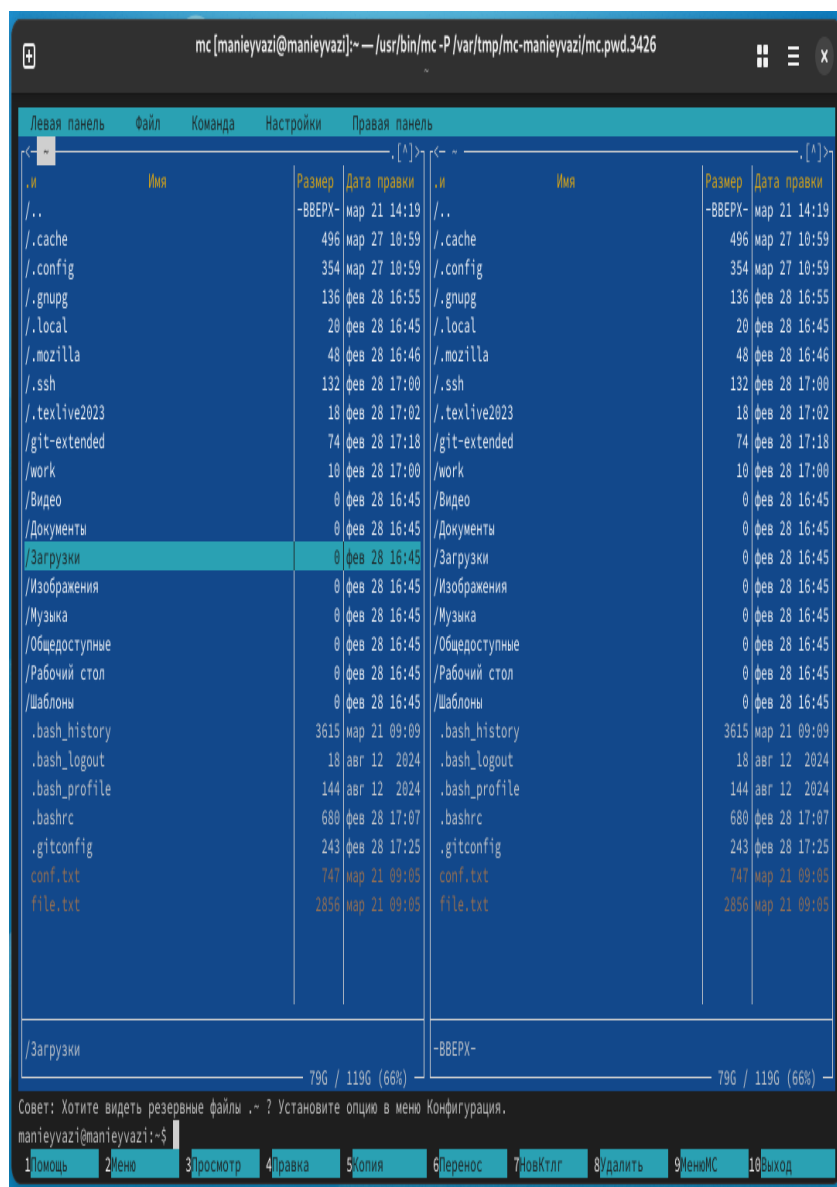 mc [manieyvazi@manieyvazi]:~ — /usr/bin/mc -P /var/tmp/mc-manieyvazi/mc.pwd.3426
~
Левая панель Файл Команда Настройки Правая панель
<- ~ .[^]> <- ~ .[^]>
.и Имя Размер Дата правки .и Имя Размер Дата правки
/.. -ВВЕРХ- мар 21 14:19 /.. -ВВЕРХ- мар 21 14:19
/.cache 496 мар 27 10:59 /.cache 496 мар 27 10:59
/.config 354 мар 27 10:59 /.config 354 мар 27 10:59
/.gnupg 136 фев 28 16:55 /.gnupg 136 фев 28 16:55
/.local 20 фев 28 16:45 /.local 20 фев 28 16:45
/.mozilla 48 фев 28 16:46 /.mozilla 48 фев 28 16:46
/.ssh 132 фев 28 17:00 /.ssh 132 фев 28 17:00
/.texlive2023 18 фев 28 17:02 /.texlive2023 18 фев 28 17:02
/git-extended 74 фев 28 17:18 /git-extended 74 фев 28 17:18
/work 10 фев 28 17:00 /work 10 фев 28 17:00
/Видео 0 фев 28 16:45 /Видео 0 фев 28 16:45
/Документы 0 фев 28 16:45 /Документы 0 фев 28 16:45
/Загрузки 0 фев 28 16:45 /Загрузки 0 фев 28 16:45
/Изображения 0 фев 28 16:45 /Изображения 0 фев 28 16:45
/Музыка 0 фев 28 16:45 /Музыка 0 фев 28 16:45
/Общедоступные 0 фев 28 16:45 /Общедоступные 0 фев 28 16:45
/Рабочий стол 0 фев 28 16:45 /Рабочий стол 0 фев 28 16:45
/Шаблоны 0 фев 28 16:45 /Шаблоны 0 фев 28 16:45
.bash_history 3615 мар 21 09:09 .bash_history 3615 мар 21 09:09
.bash_logout 18 авг 12 2024 .bash_logout 18 авг 12 2024
.bash_profile 144 авг 12 2024 .bash_profile 144 авг 12 2024
.bashrc 680 фев 28 17:07 .bashrc 680 фев 28 17:07
.gitconfig 243 фев 28 17:25 .gitconfig 243 фев 28 17:25
conf.txt 747 мар 21 09:05 conf.txt 747 мар 21 09:05
file.txt 2856 мар 21 09:05 file.txt 2856 мар 21 09:05
/Загрузки -ВВЕРХ-
79G / 119G (66%) 79G / 119G (66%)
Совет: Хотите видеть резервные файлы .~ ? Установите опцию в меню Конфигурация.
manieyvazi@manieyvazi:~$
1Помощь 2Меню 3Просмотр 4Правка 5Копия 6Перенос 7НовКтлг 8Удалить 9МенюМС 10Выход